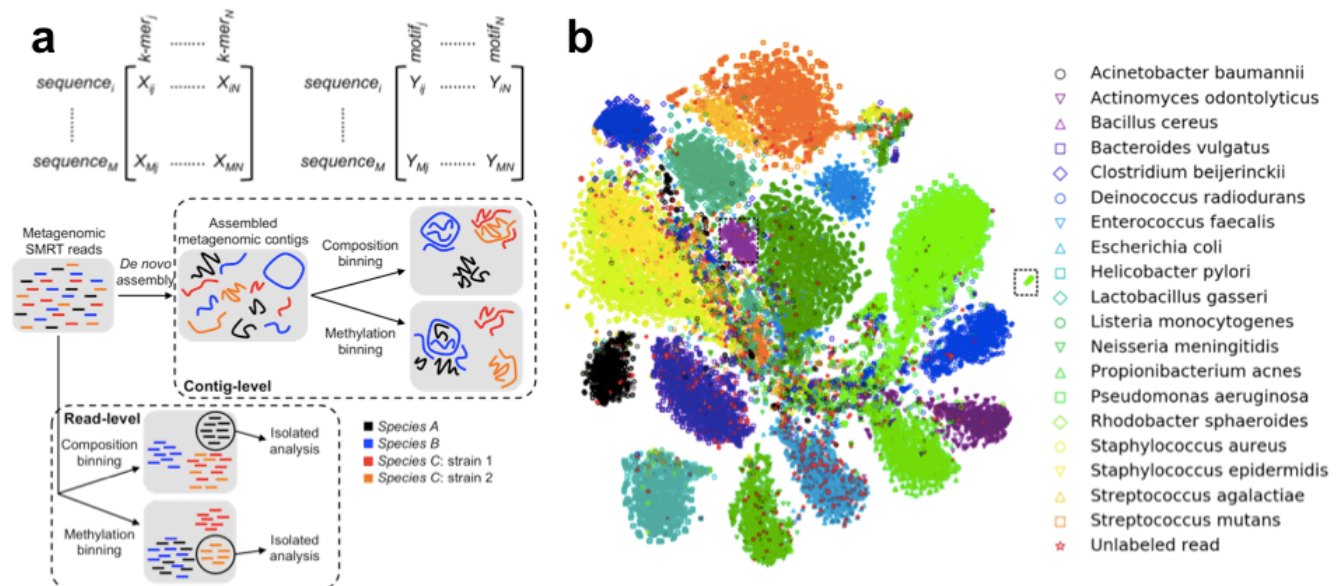 a
k-mer_j ........ k-mer_N
sequence_i X_ij ........ X_iN
sequence_M X_Mj ........ X_MN
motif_j ........ motif_N
sequence_i Y_ij ........ Y_iN
sequence_M Y_Mj ........ Y_MN
Metagenomic
SMRT reads
De novo
assembly
Assembled
metagenomic contigs
Composition
binning
Methylation
binning
Contig-level
Read-level
Composition
binning
Isolated
analysis
Methylation
binning
Isolated
analysis
Species A
Species B
Species C: strain 1
Species C: strain 2
b
Acinetobacter baumannii
Actinomyces odontolyticus
Bacillus cereus
Bacteroides vulgatus
Clostridium beijerinckii
Deinococcus radiodurans
Enterococcus faecalis
Escherichia coli
Helicobacter pylori
Lactobacillus gasseri
Listeria monocytogenes
Neisseria meningitidis
Propionibacterium acnes
Pseudomonas aeruginosa
Rhodobacter sphaeroides
Staphylococcus aureus
Staphylococcus epidermidis
Streptococcus agalactiae
Streptococcus mutans
Unlabeled read